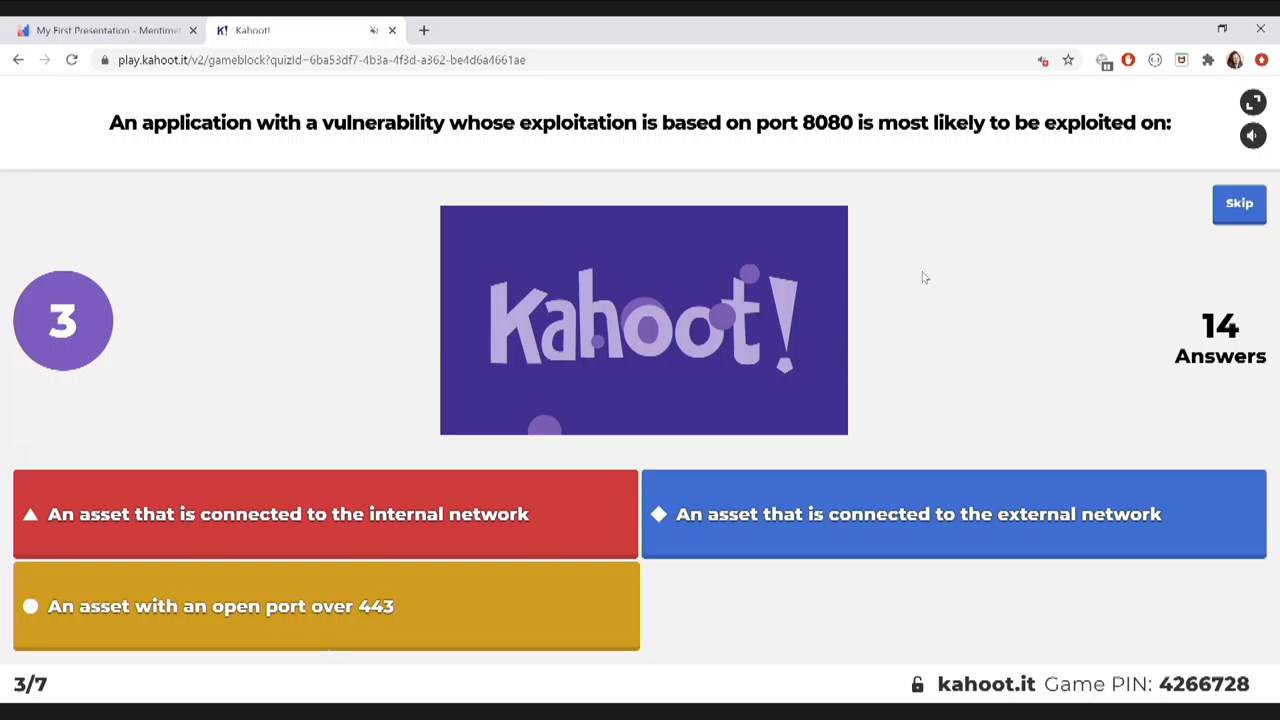 My First Presentation - Mentimet
Kahoot!
play.kahoot.it/v2/gameblock?quizId=6ba53df7-4b3a-4f3d-a362-be4d6a4661ae
An application with a vulnerability whose exploitation is based on port 8080 is most likely to be exploited on:
Skip
Kahoot!
3
14
Answers
An asset that is connected to the internal network
An asset that is connected to the external network
An asset with an open port over 443
3/7
kahoot.it Game PIN: 4266728